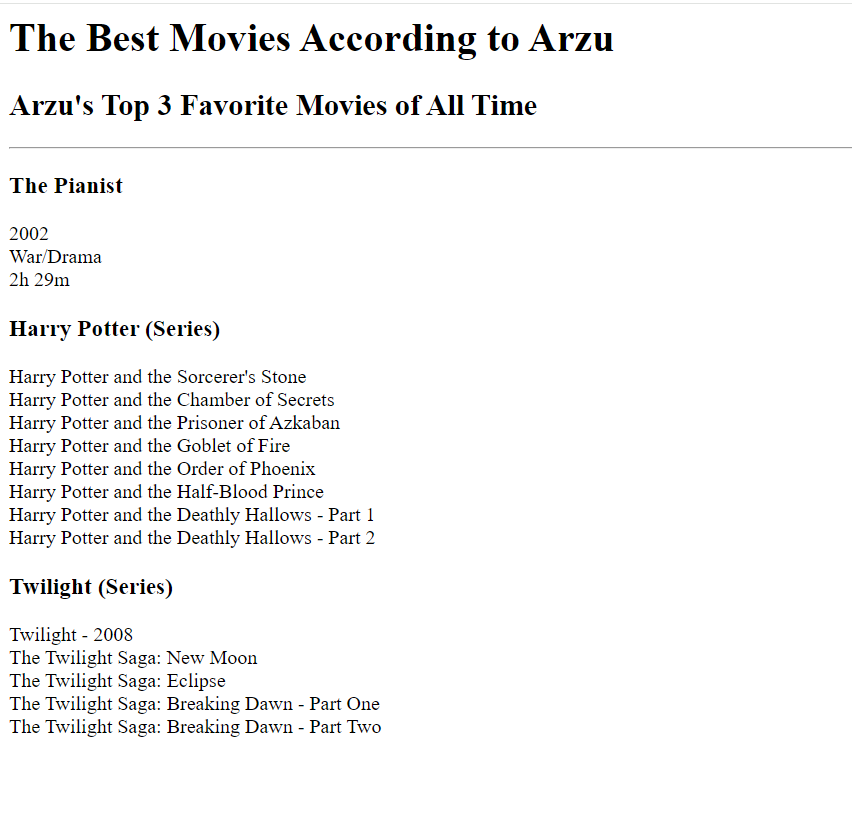 The Best Movies According to Arzu
Arzu's Top 3 Favorite Movies of All Time
The Pianist
2002
War/Drama
2h 29m
Harry Potter (Series)
Harry Potter and the Sorcerer's Stone
Harry Potter and the Chamber of Secrets
Harry Potter and the Prisoner of Azkaban
Harry Potter and the Goblet of Fire
Harry Potter and the Order of Phoenix
Harry Potter and the Half-Blood Prince
Harry Potter and the Deathly Hallows - Part 1
Harry Potter and the Deathly Hallows - Part 2
Twilight (Series)
Twilight - 2008
The Twilight Saga: New Moon
The Twilight Saga: Eclipse
The Twilight Saga: Breaking Dawn - Part One
The Twilight Saga: Breaking Dawn - Part Two